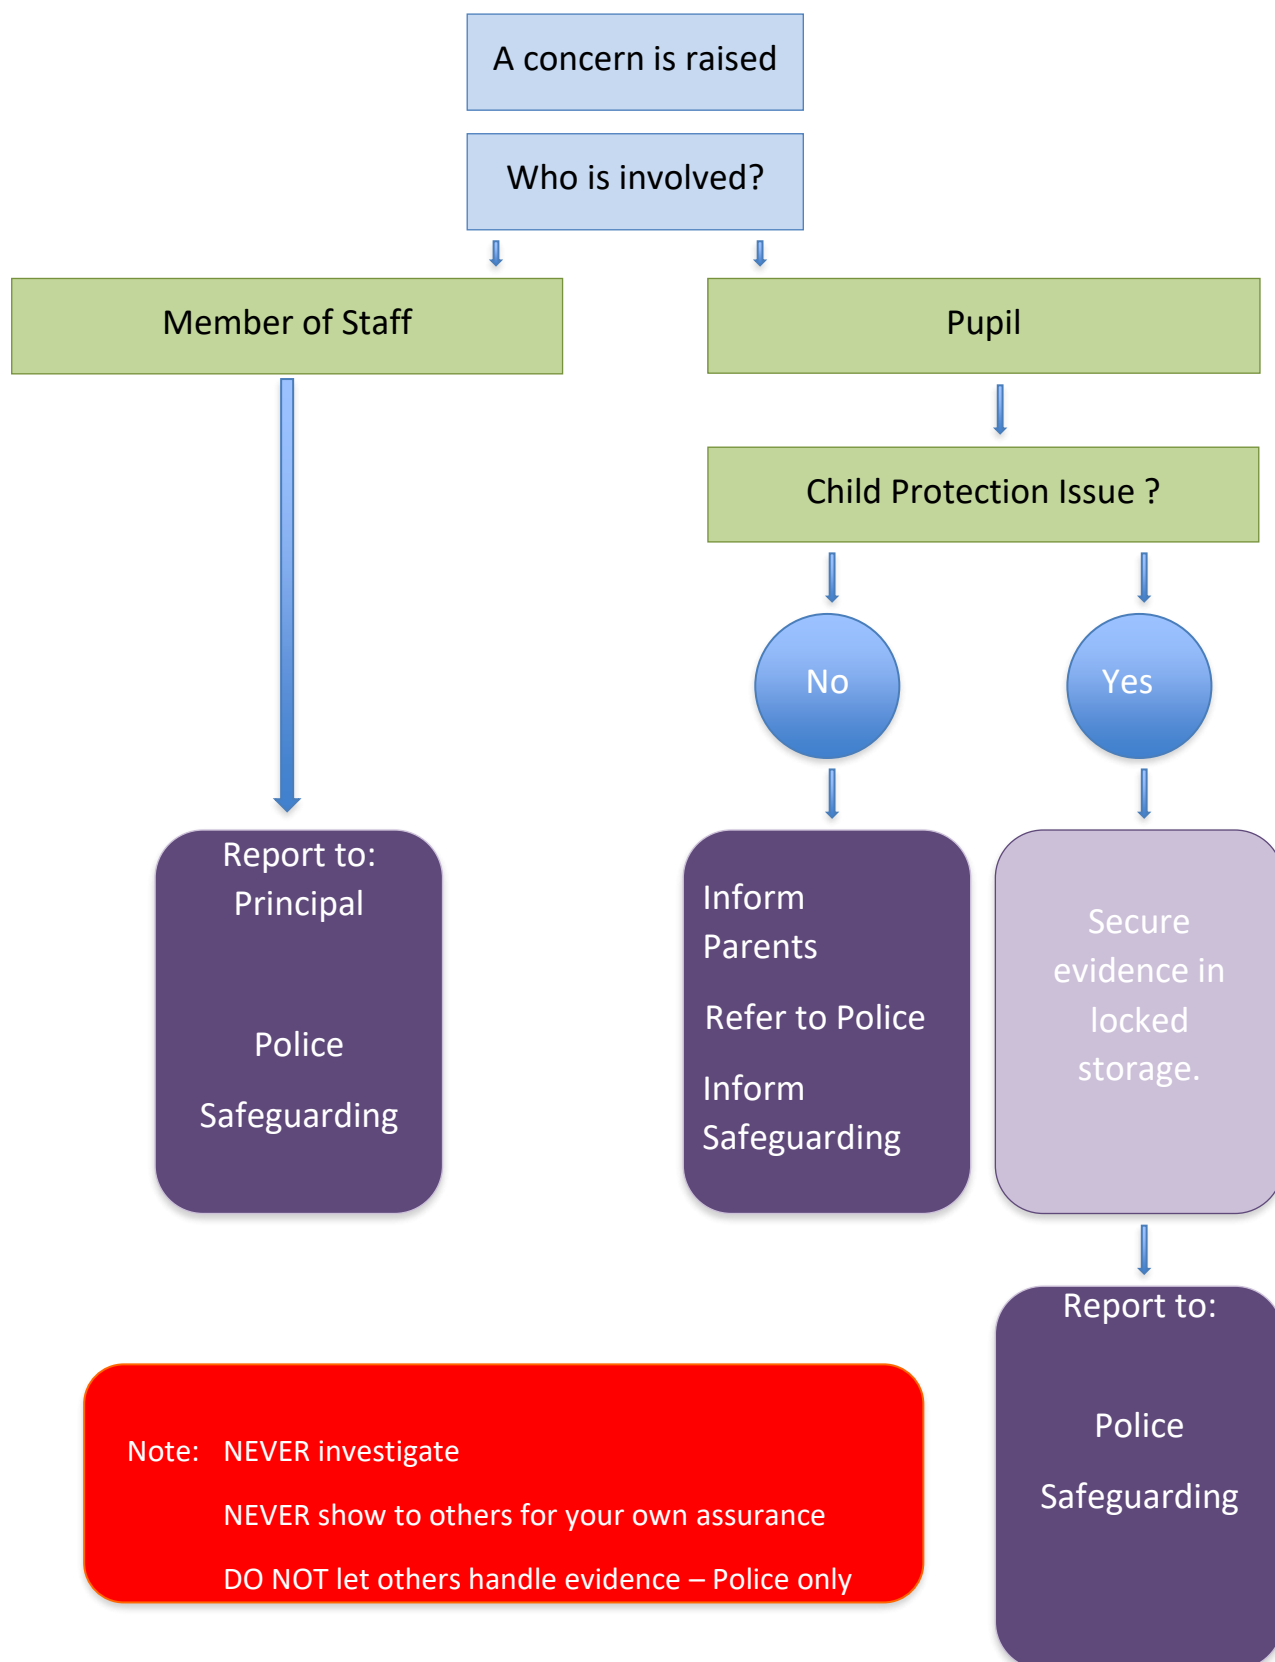 A concern is raised
Who is involved?
Member of Staff
Pupil
Child Protection Issue ?
No
Yes
Report to:
Principal
Police
Safeguarding
Inform
Parents
Refer to Police
Inform
Safeguarding
Secure
evidence in
locked
storage.
Report to:
Police
Safeguarding
Note: NEVER investigate
NEVER show to others for your own assurance
DO NOT let others handle evidence – Police only